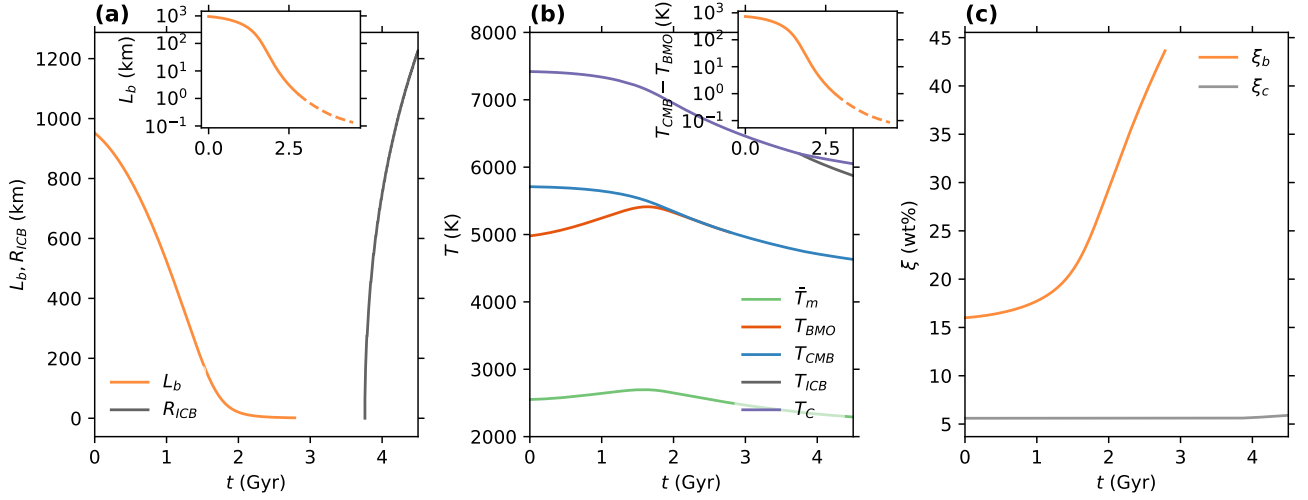 (a)
(b)
(c)
10³
10²
10¹
10⁰
10⁻¹
L_b (km)
0.0
2.5
10³
10²
10¹
10⁰
10⁻¹
T_CMB − T_BMO (K)
0.0
2.5
1200
1000
800
600
400
200
0
L_b, R_ICB (km)
L_b
R_ICB
0
1
2
3
4
t (Gyr)
8000
7000
6000
5000
4000
3000
2000
T (K)
T̄_m
T_BMO
T_CMB
T_ICB
T_C
0
1
2
3
4
t (Gyr)
45
40
35
30
25
20
15
10
5
ξ (wt%)
ξ_b
ξ_c
0
1
2
3
4
t (Gyr)